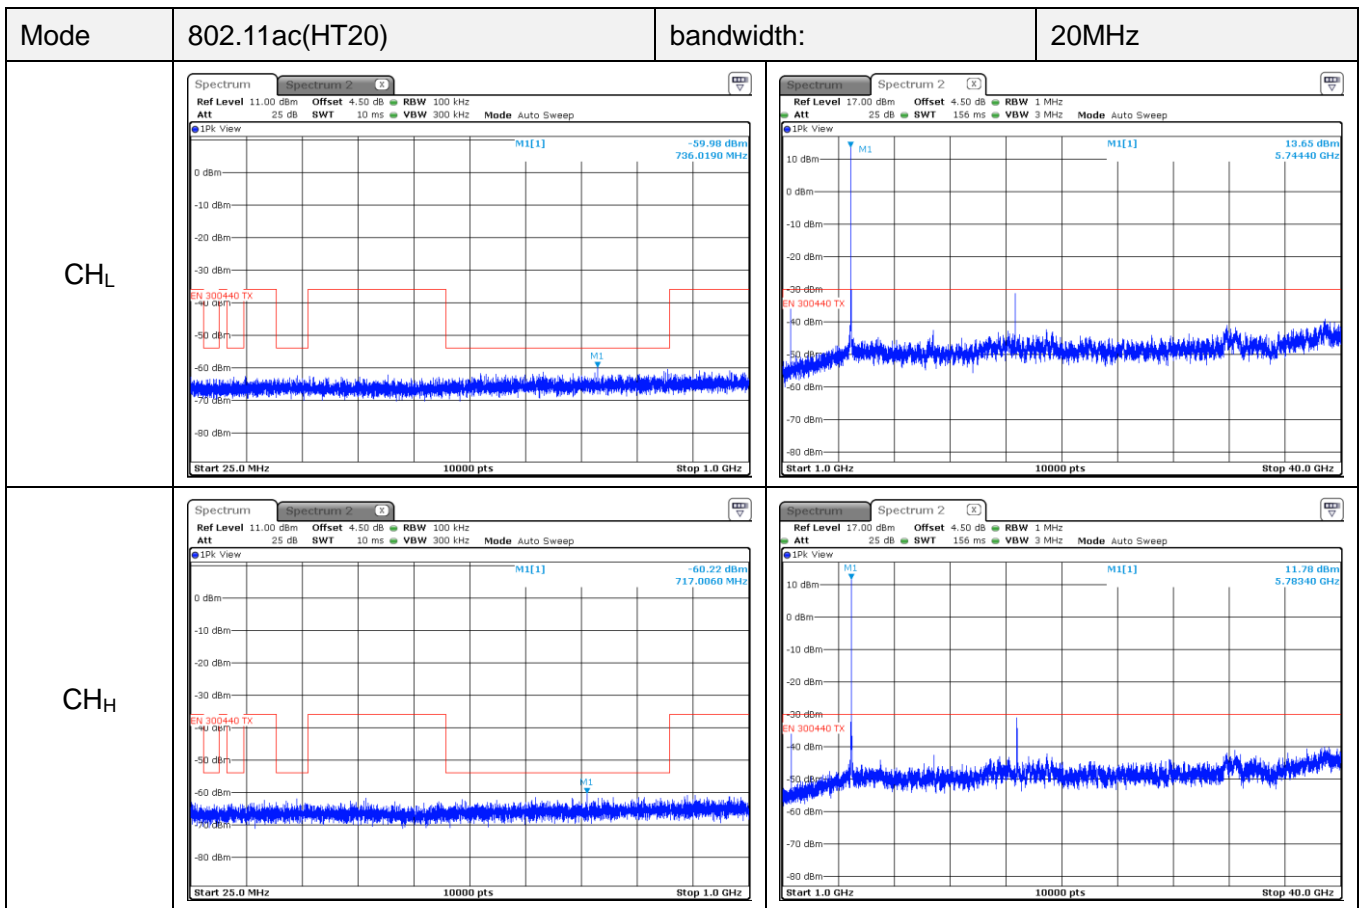 Mode 802.11ac(HT20) bandwidth: 20MHz
CHL
Spectrum Spectrum 2 X
Ref Level 11.00 dBm Offset 4.50 dB RBW 100 kHz
Att 25 dB SWT 10 ms VBW 300 kHz Mode Auto Sweep
1Pk View
M1[1] -59.98 dBm
736.0190 MHz
0 dBm
-10 dBm
-20 dBm
-30 dBm
EN 300440 TX
-40 dBm
-50 dBm
M1
-60 dBm
-70 dBm
-80 dBm
Start 25.0 MHz 10000 pts Stop 1.0 GHz
Spectrum Spectrum 2 X
Ref Level 17.00 dBm Offset 4.50 dB RBW 1 MHz
Att 25 dB SWT 156 ms VBW 3 MHz Mode Auto Sweep
1Pk View
M1 M1[1] 13.65 dBm
5.74440 GHz
10 dBm
0 dBm
-10 dBm
-20 dBm
-30 dBm
EN 300440 TX
-40 dBm
-50 dBm
-60 dBm
-70 dBm
-80 dBm
Start 1.0 GHz 10000 pts Stop 40.0 GHz
CHH
Spectrum Spectrum 2 X
Ref Level 11.00 dBm Offset 4.50 dB RBW 100 kHz
Att 25 dB SWT 10 ms VBW 300 kHz Mode Auto Sweep
1Pk View
M1[1] -60.22 dBm
717.0060 MHz
0 dBm
-10 dBm
-20 dBm
-30 dBm
EN 300440 TX
-40 dBm
-50 dBm
M1
-60 dBm
-70 dBm
-80 dBm
Start 25.0 MHz 10000 pts Stop 1.0 GHz
Spectrum Spectrum 2 X
Ref Level 17.00 dBm Offset 4.50 dB RBW 1 MHz
Att 25 dB SWT 156 ms VBW 3 MHz Mode Auto Sweep
1Pk View
M1 M1[1] 11.78 dBm
5.78340 GHz
10 dBm
0 dBm
-10 dBm
-20 dBm
-30 dBm
EN 300440 TX
-40 dBm
-50 dBm
-60 dBm
-70 dBm
-80 dBm
Start 1.0 GHz 10000 pts Stop 40.0 GHz